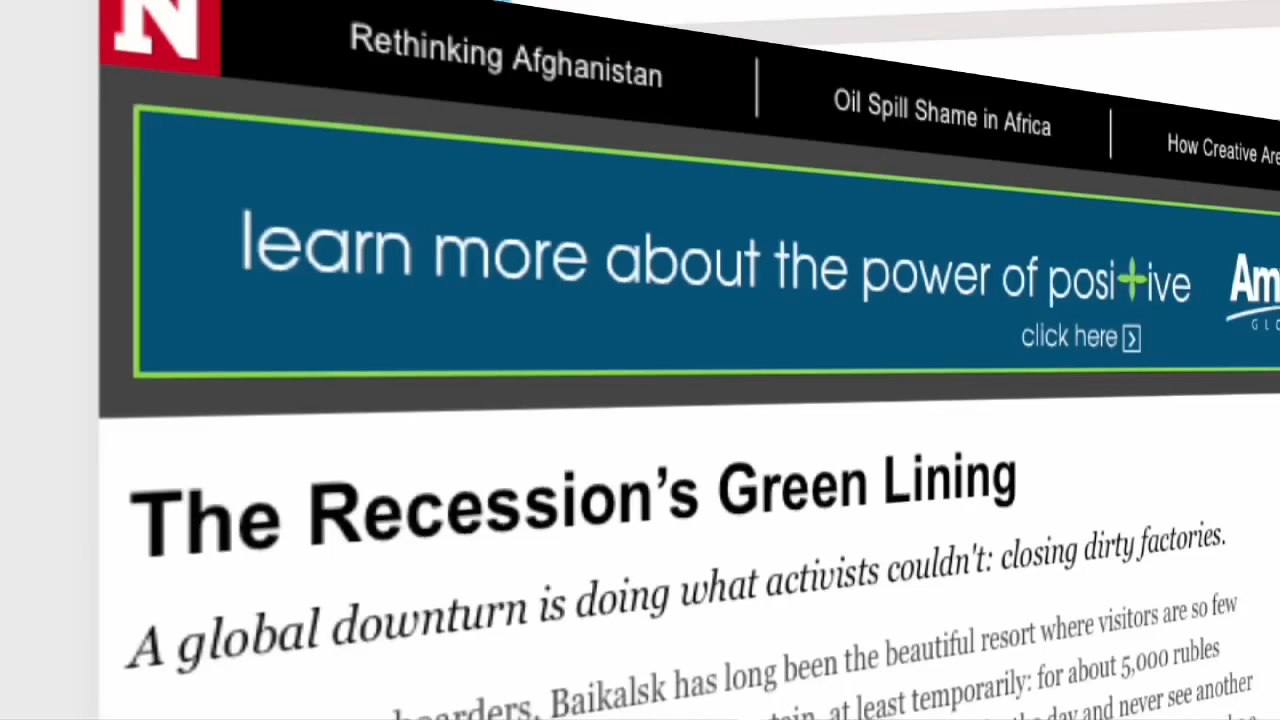 N
Rethinking Afghanistan
Oil Spill Shame in Africa
How Creative
learn more about the power of positive
click here
The Recession's Green Lining
A global downturn is doing what activists couldn't: closing dirty factories.
Baikalsk has long been the beautiful resort where visitors are so few
at least temporarily: for about 5,000 rubles
day and never see another